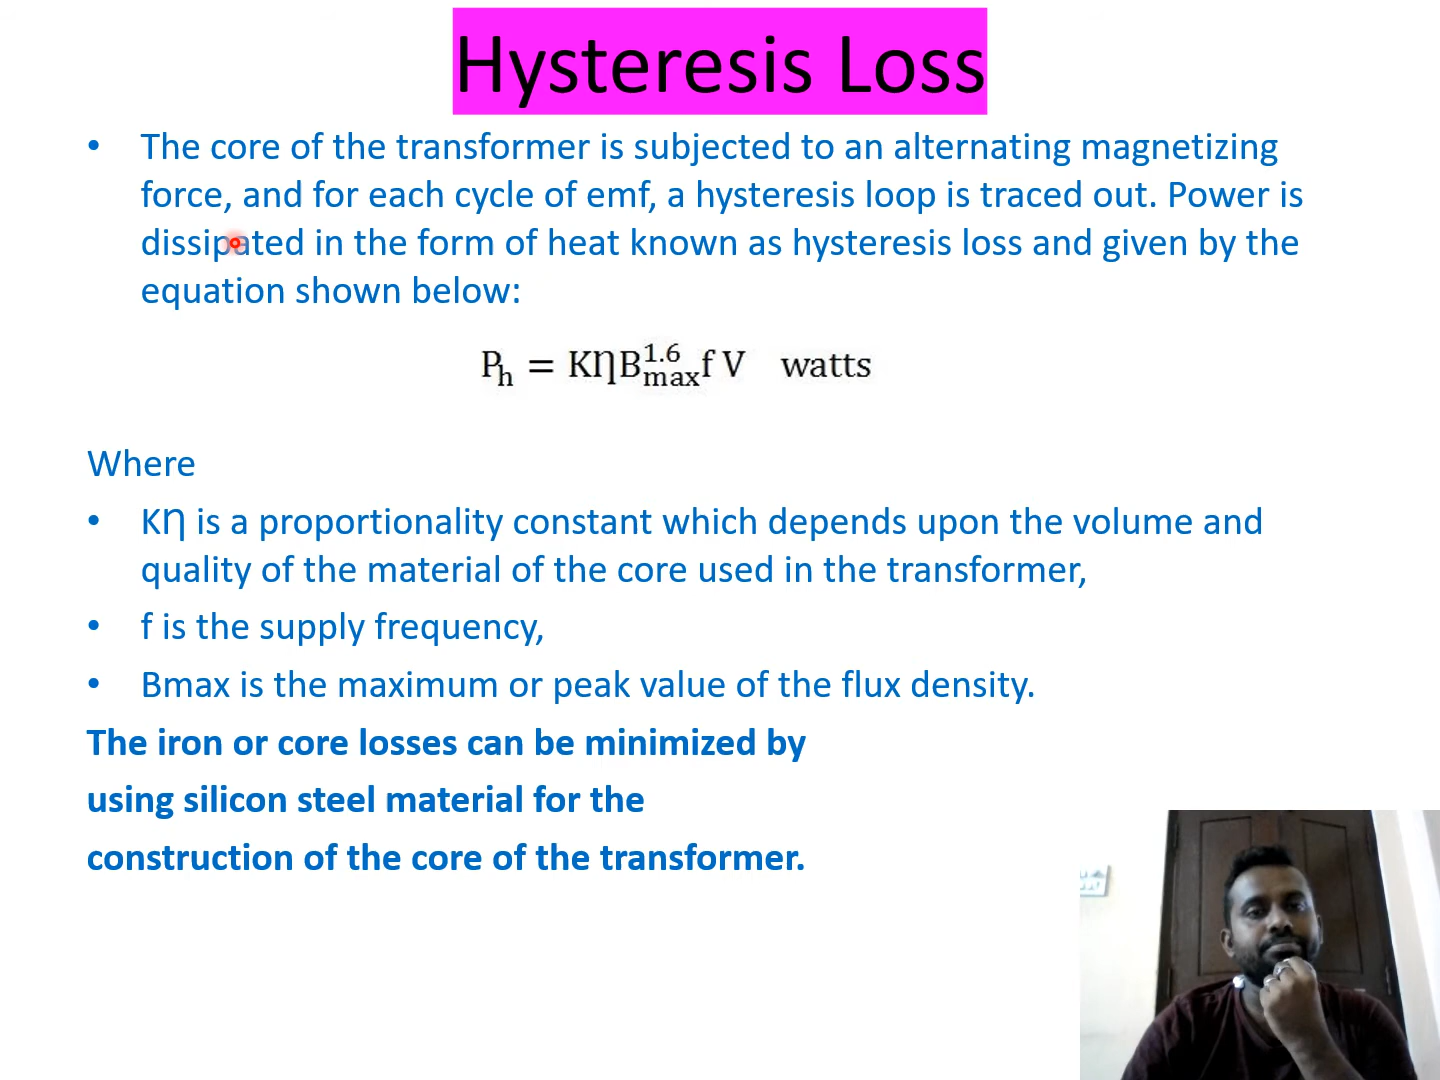 Hysteresis Loss
• The core of the transformer is subjected to an alternating magnetizing
force, and for each cycle of emf, a hysteresis loop is traced out. Power is
dissipated in the form of heat known as hysteresis loss and given by the
equation shown below:
Pₕ = KȠB_max^1.6 f V watts
Where
• KȠ is a proportionality constant which depends upon the volume and
quality of the material of the core used in the transformer,
• f is the supply frequency,
• Bmax is the maximum or peak value of the flux density.
The iron or core losses can be minimized by
using silicon steel material for the
construction of the core of the transformer.